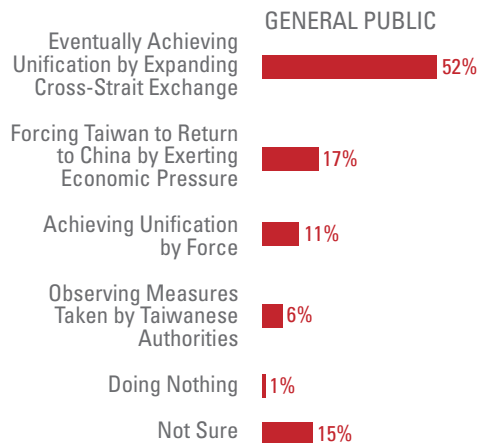 GENERAL PUBLIC
Eventually Achieving
Unification by Expanding
Cross-Strait Exchange
52%
Forcing Taiwan to Return
to China by Exerting
Economic Pressure
17%
Achieving Unification
by Force
11%
Observing Measures
Taken by Taiwanese
Authorities
6%
Doing Nothing
1%
Not Sure
15%